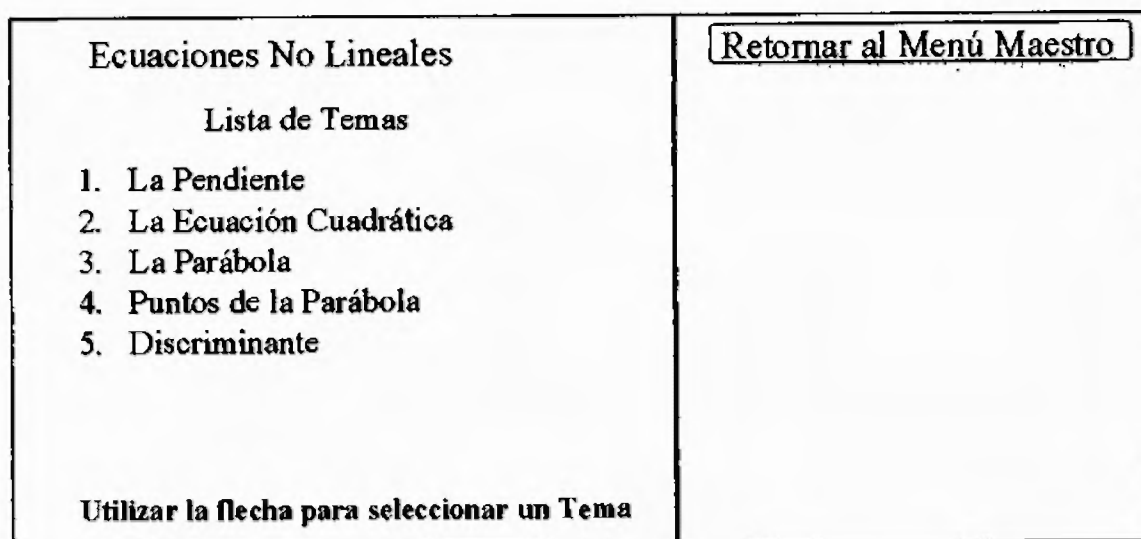 Ecuaciones No Lineales
Lista de Temas
1. La Pendiente
2. La Ecuación Cuadrática
3. La Parábola
4. Puntos de la Parábola
5. Discriminante
Utilizar la flecha para seleccionar un Tema
Retornar al Menú Maestro